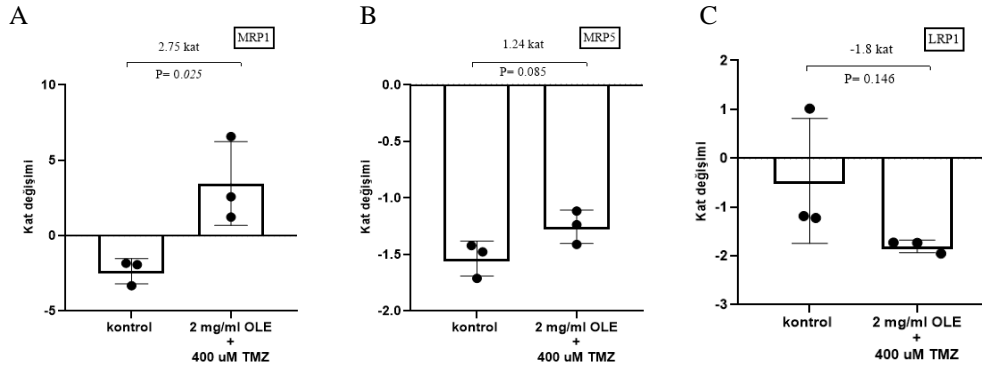 A
2.75 kat
MRP1
P= 0.025
Kat değişimi
10
5
0
-5
kontrol
2 mg/ml OLE
+
400 uM TMZ
B
1.24 kat
MRP5
P= 0.085
Kat değişimi
0.0
-0.5
-1.0
-1.5
-2.0
kontrol
2 mg/ml OLE
+
400 uM TMZ
C
-1.8 kat
LRP1
P= 0.146
Kat değişimi
2
1
0
-1
-2
-3
kontrol
2 mg/ml OLE
+
400 uM TMZ